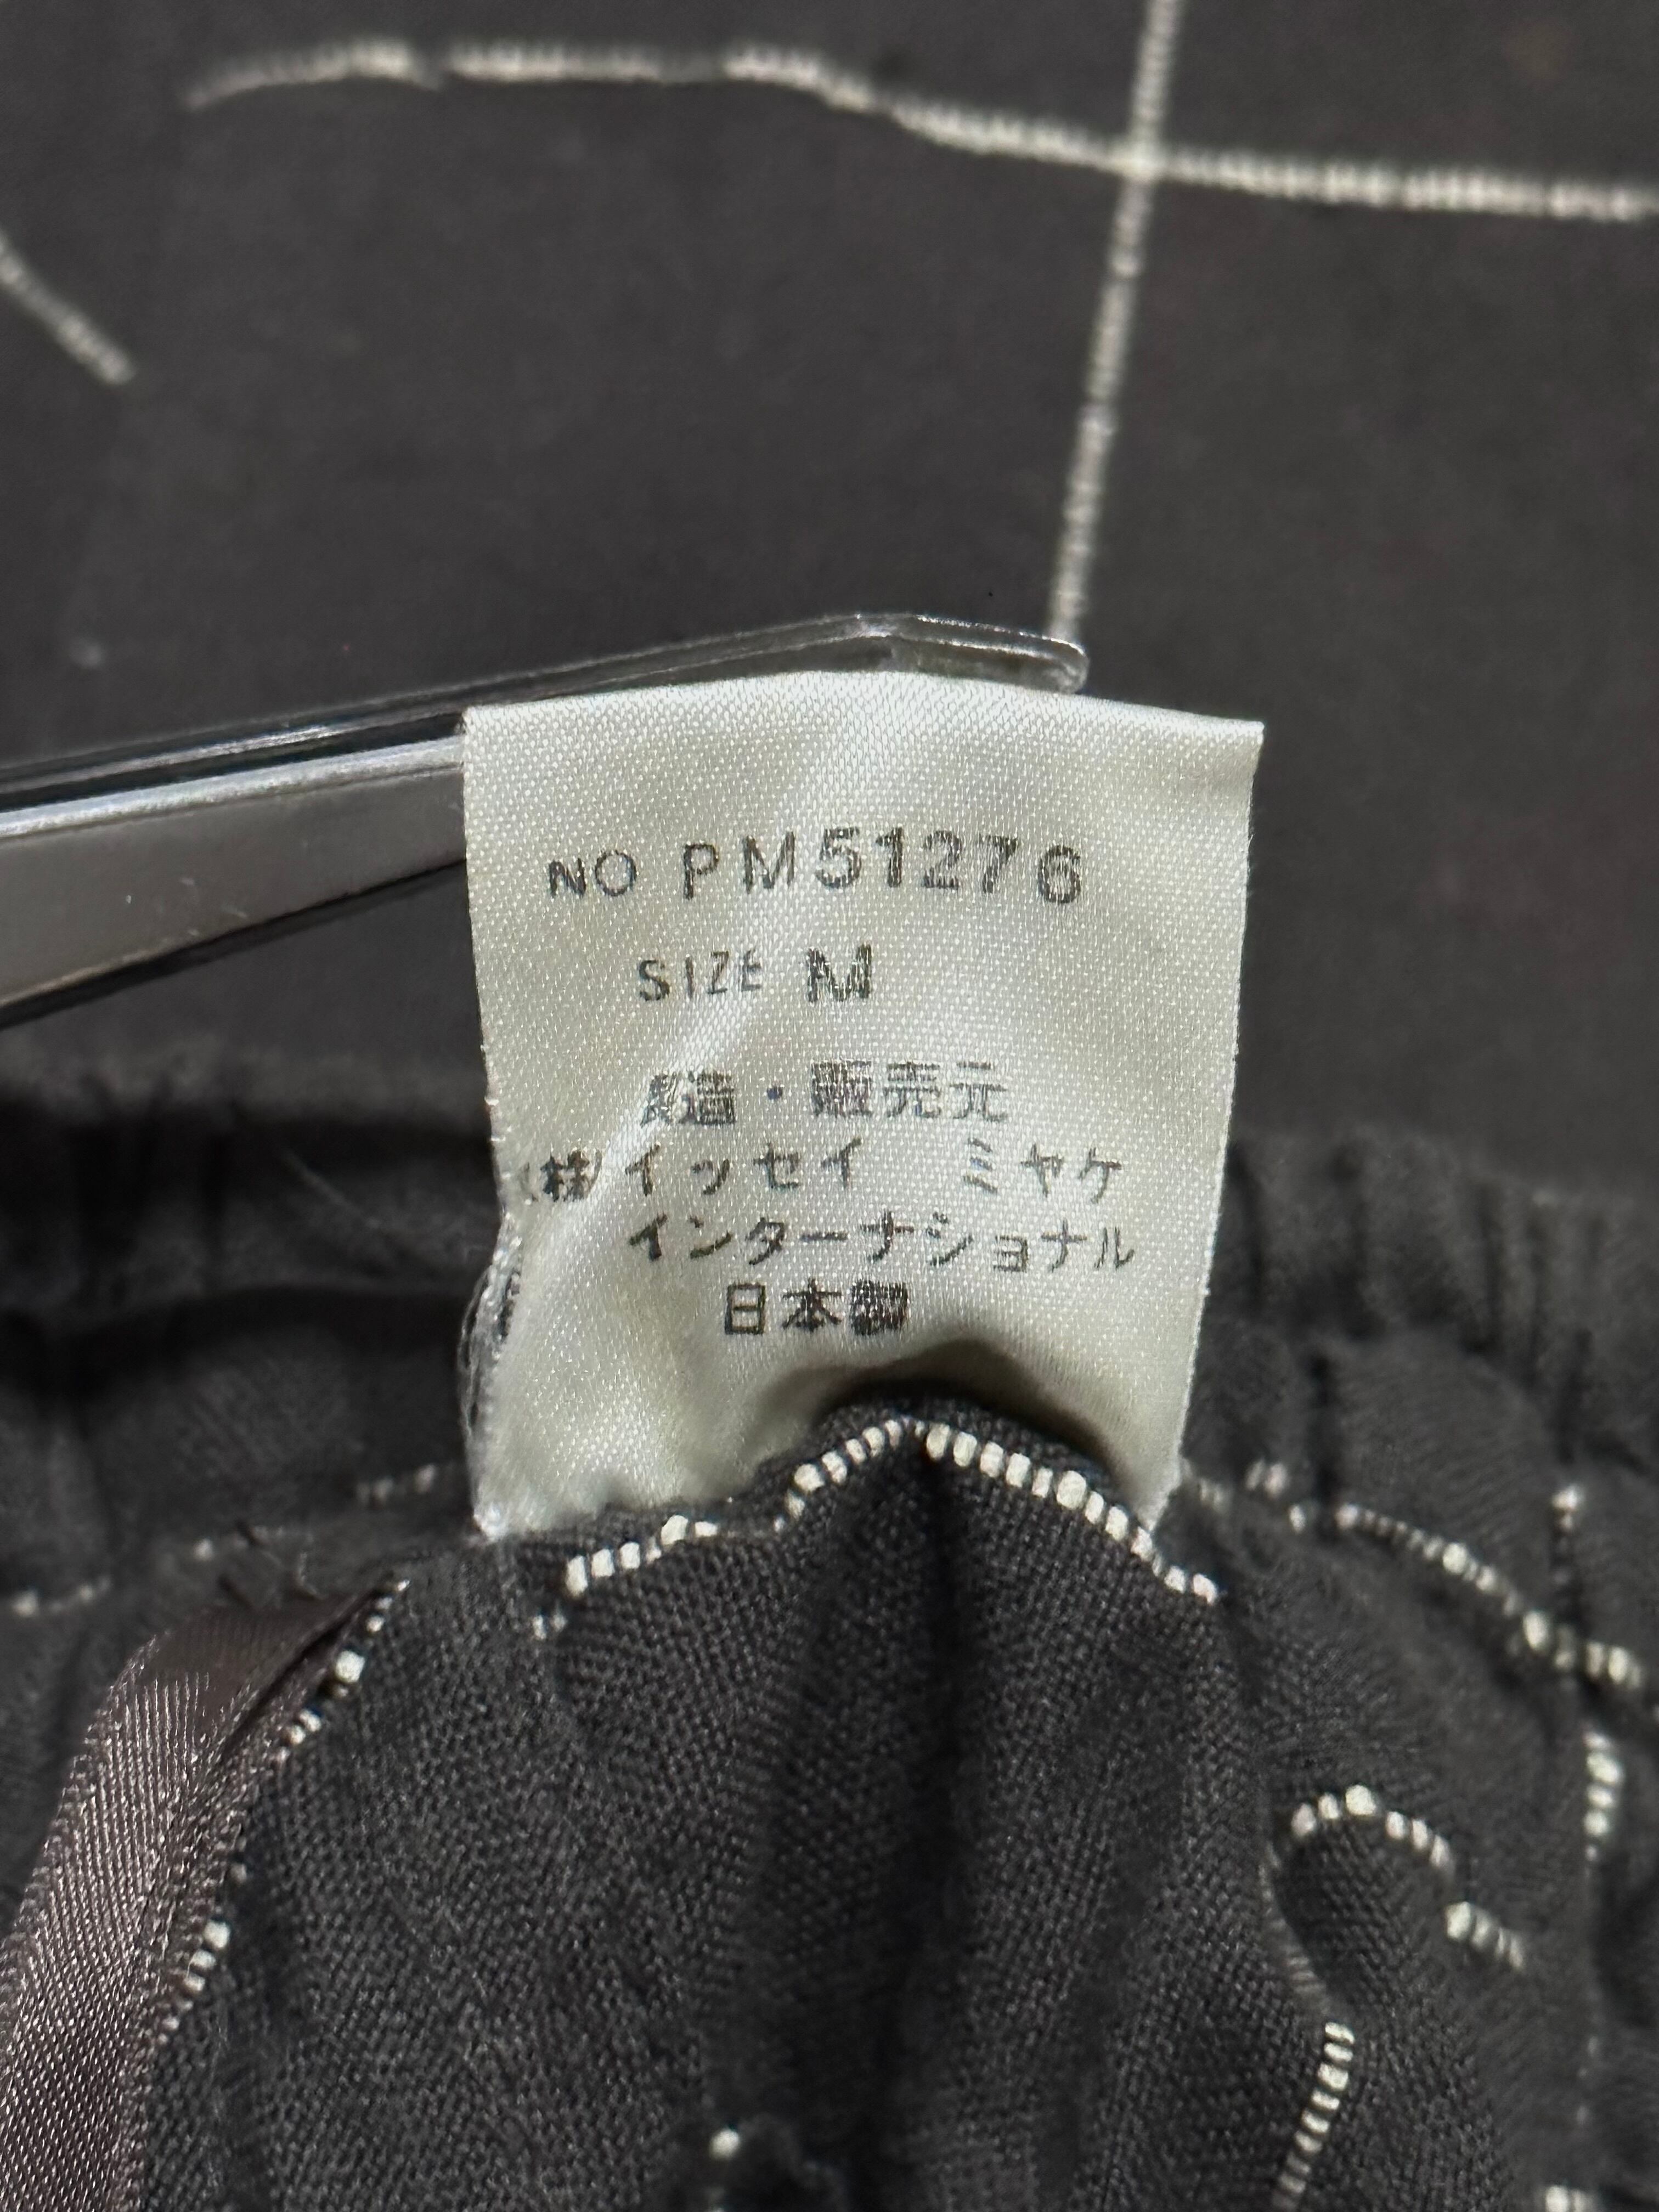 NO PM51276
SIZE M
製造・販売元
(株)イッセイ ミヤケ
インターナショナル
日本製